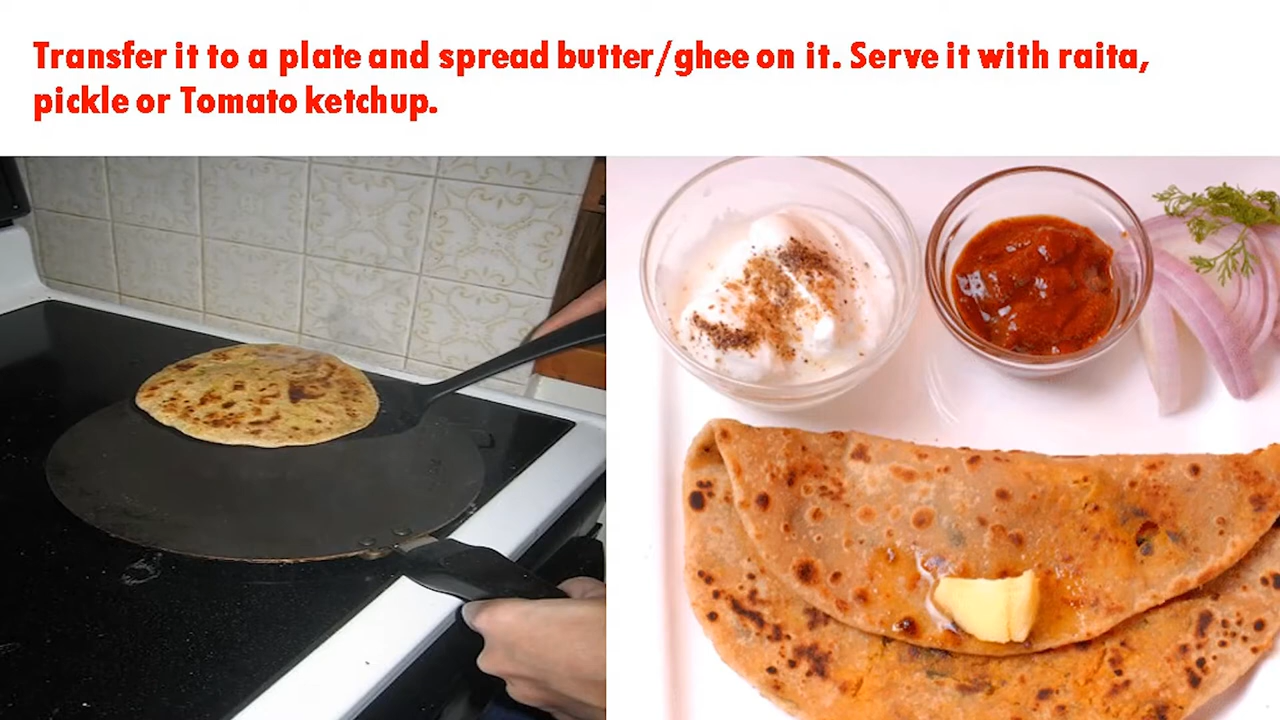 Transfer it to a plate and spread butter/ghee on it. Serve it with raita,
pickle or Tomato ketchup.